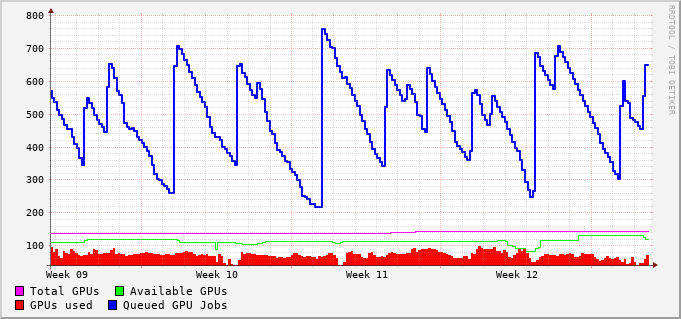 800
700
600
500
400
300
200
100
Week 09 Week 10 Week 11 Week 12
Total GPUs Available GPUs
GPUs used Queued GPU Jobs
RRDTOOL / TOBI OETIKER